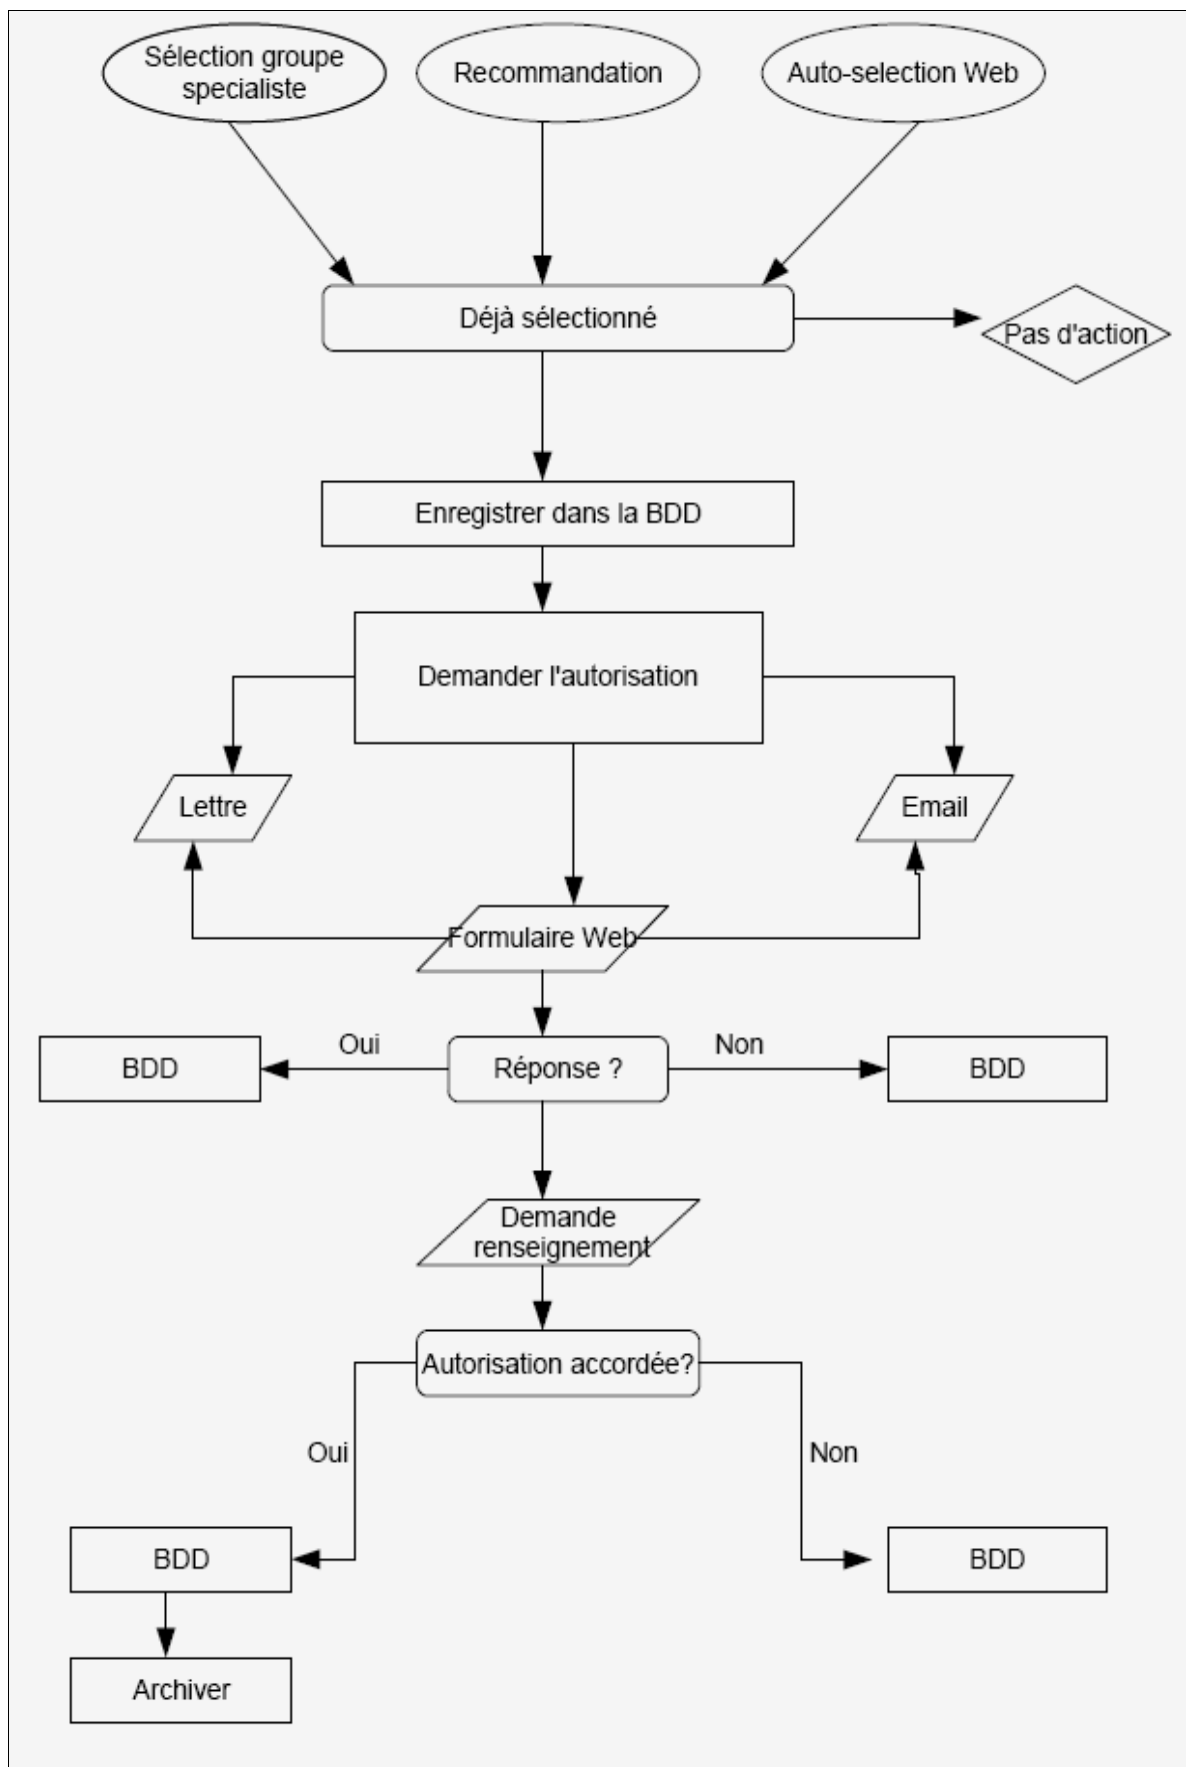 Sélection groupe
specialiste
Recommandation
Auto-selection Web
Déjà sélectionné
Pas d'action
Enregistrer dans la BDD
Demander l'autorisation
Lettre
Email
Formulaire Web
Oui
Non
BDD
Réponse ?
BDD
Demande
renseignement
Autorisation accordée?
Oui
Non
BDD
BDD
Archiver